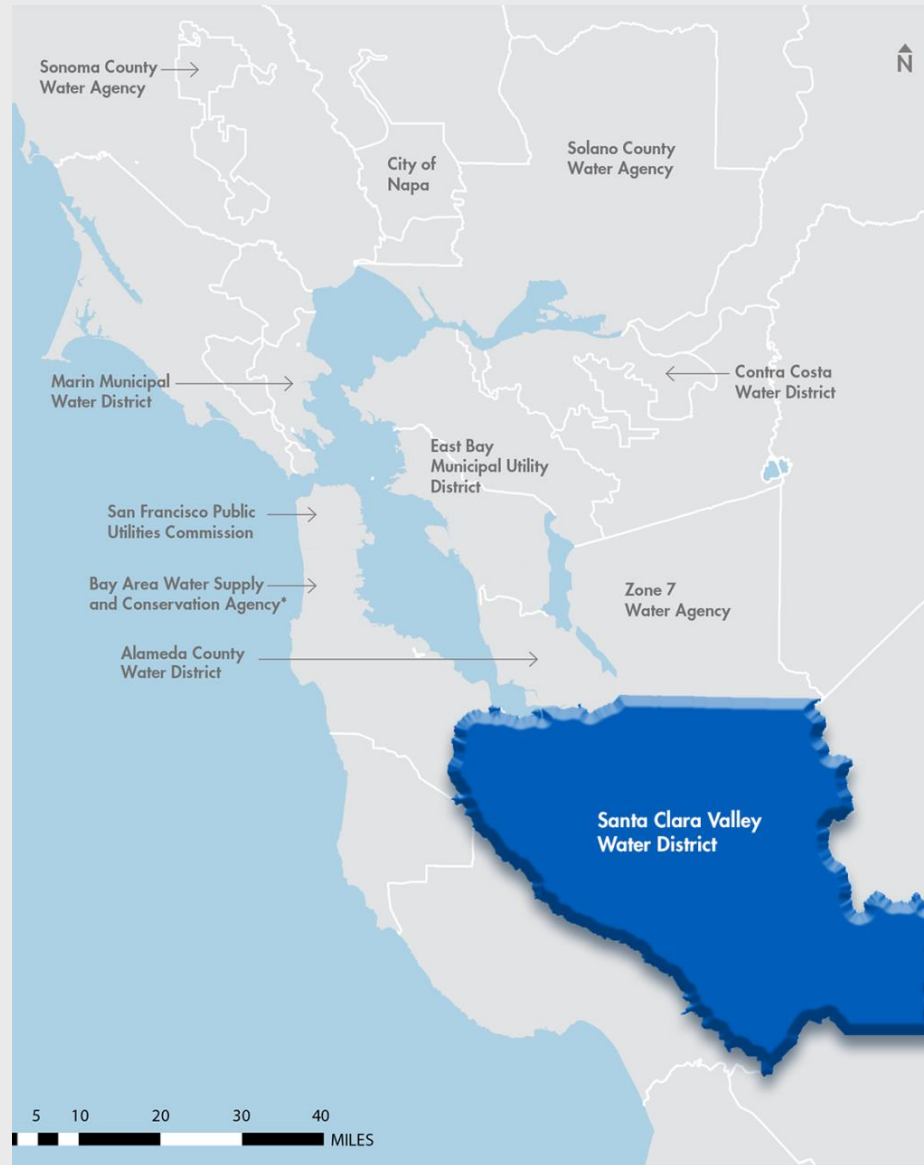 Sonoma County
Water Agency
N
City of
Napa
Solano County
Water Agency
Marin Municipal
Water District
Contra Costa
Water District
East Bay
Municipal Utility
District
San Francisco Public
Utilities Commission
Bay Area Water Supply
and Conservation Agency*
Zone 7
Water Agency
Alameda County
Water District
Santa Clara Valley
Water District
5 10 20 30 40
MILES